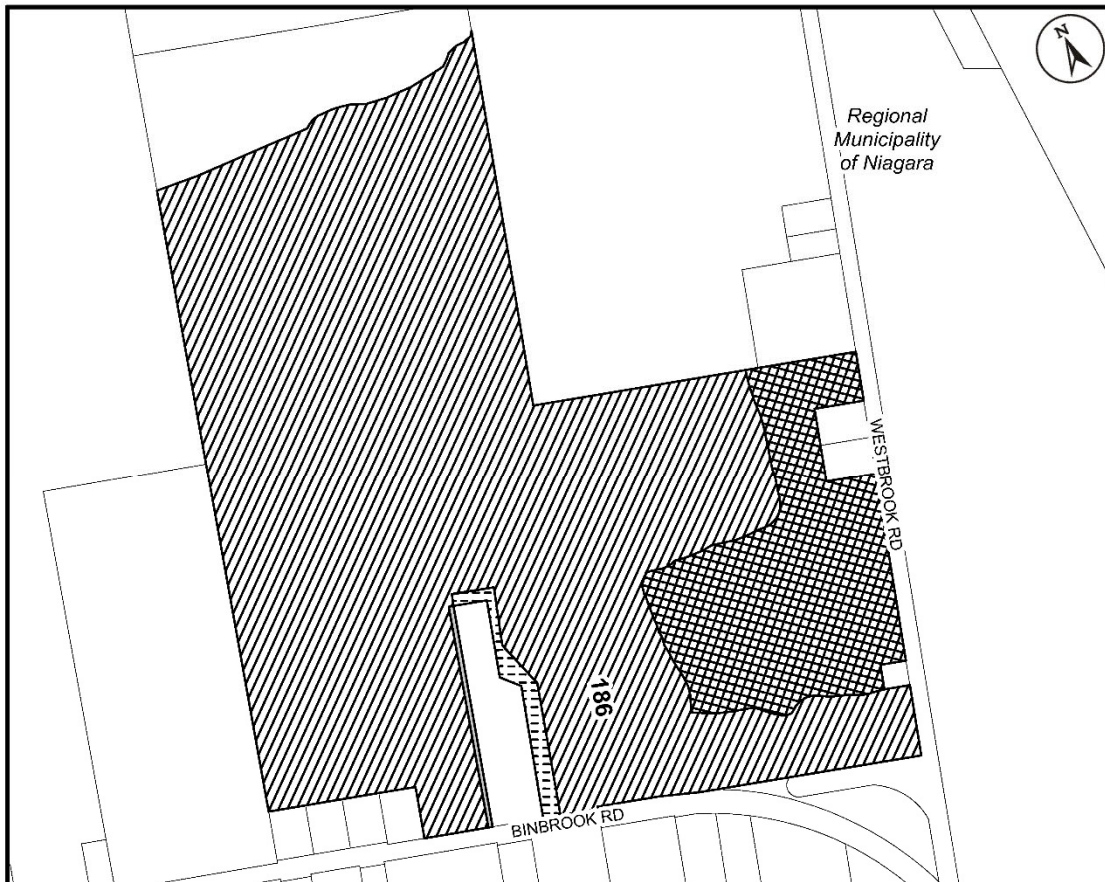 N
Regional
Municipality
of Niagara
WESTBROOK RD
186
BINBROOK RD